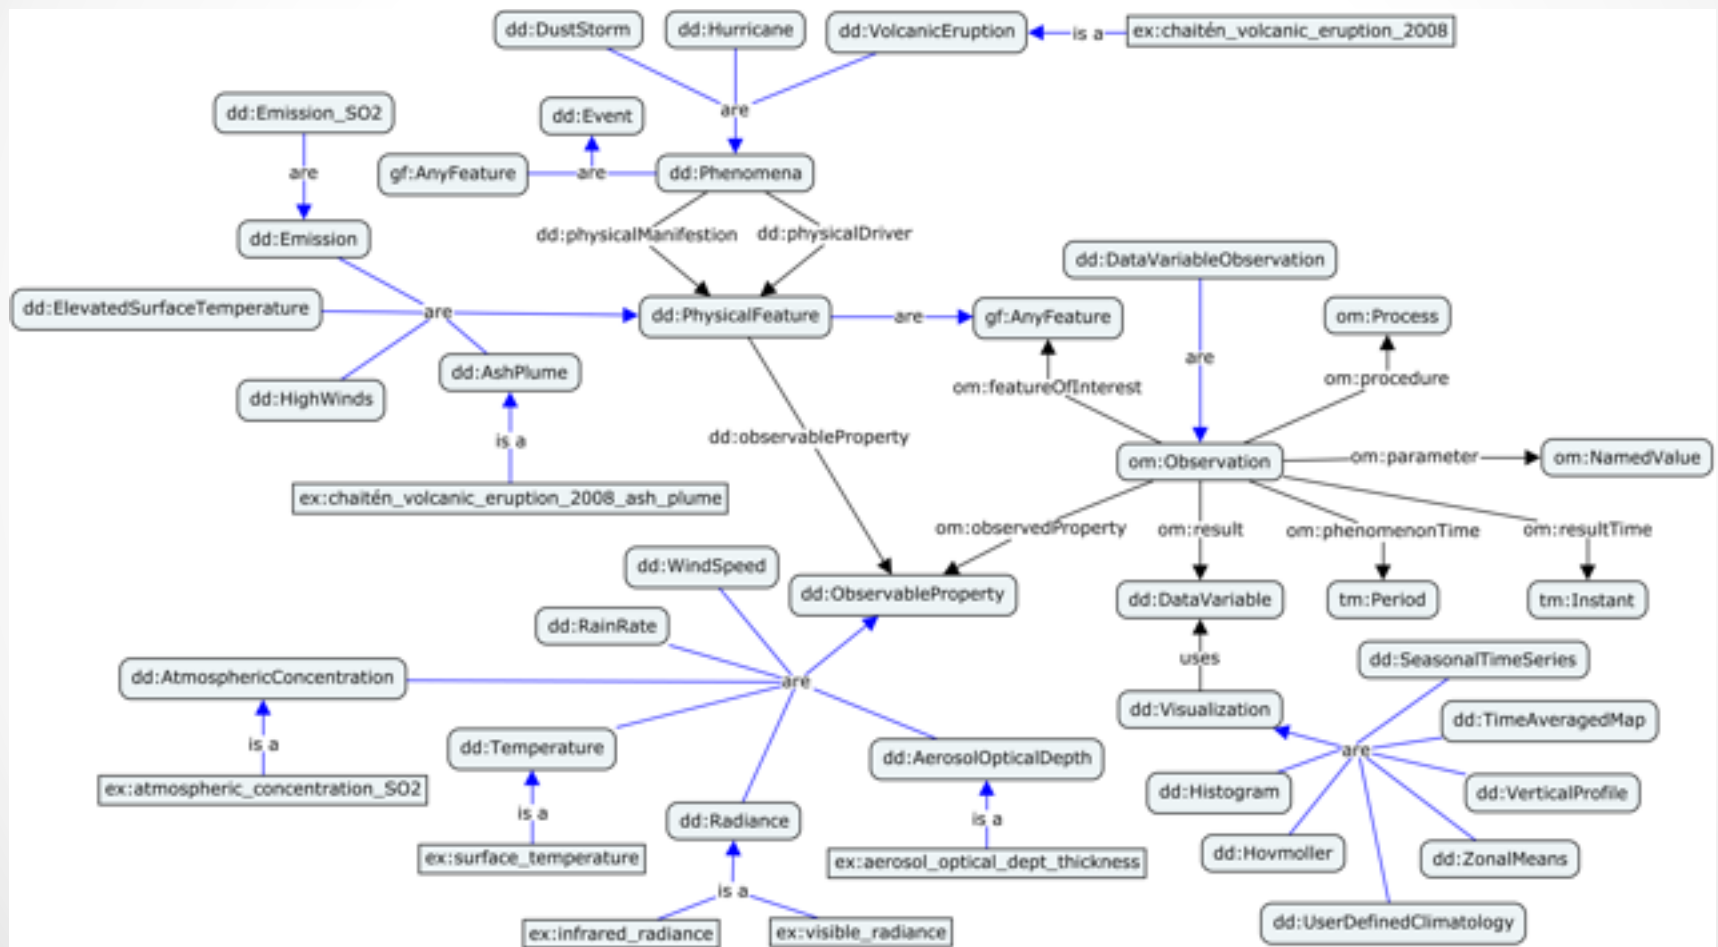 dd:DustStorm
dd:Hurricane
dd:VolcanicEruption
is a
ex:chaitén_volcanic_eruption_2008
are
dd:Emission_SO2
dd:Event
are
gf:AnyFeature
are
dd:Phenomena
dd:physicalManifestion
dd:physicalDriver
dd:Emission
dd:DataVariableObservation
dd:ElevatedSurfaceTemperature
are
dd:PhysicalFeature
are
gf:AnyFeature
om:Process
are
dd:AshPlume
dd:HighWinds
om:featureOfInterest
om:procedure
is a
dd:observableProperty
om:Observation
om:parameter
om:NamedValue
ex:chaitén_volcanic_eruption_2008_ash_plume
om:observedProperty
om:result
om:phenomenonTime
om:resultTime
dd:WindSpeed
dd:ObservableProperty
dd:DataVariable
tm:Period
tm:Instant
dd:RainRate
uses
dd:SeasonalTimeSeries
dd:AtmosphericConcentration
are
dd:Visualization
dd:TimeAveragedMap
is a
dd:Temperature
dd:AerosolOpticalDepth
are
ex:atmospheric_concentration_SO2
dd:Histogram
dd:VerticalProfile
is a
dd:Radiance
is a
ex:surface_temperature
ex:aerosol_optical_dept_thickness
dd:Hovmoller
dd:ZonalMeans
is a
ex:infrared_radiance
ex:visible_radiance
dd:UserDefinedClimatology